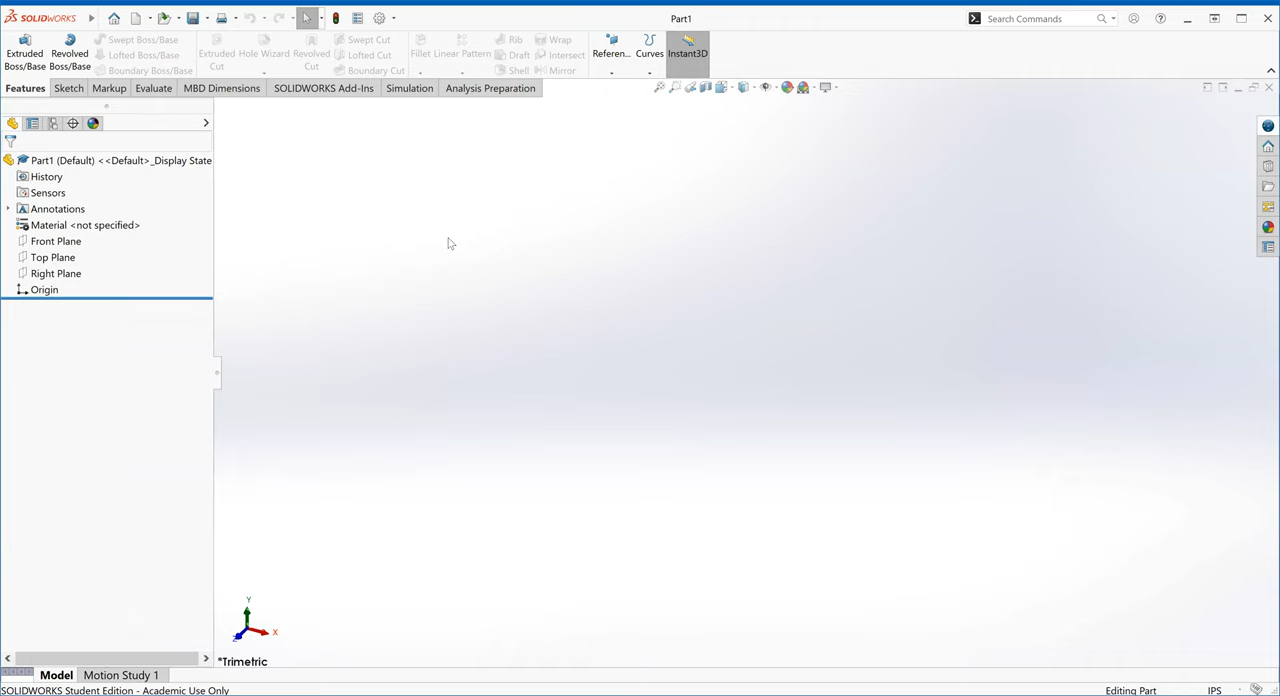 SOLIDWORKS
Part1
Search Commands
Extruded Boss/Base
Revolved Boss/Base
Swept Boss/Base
Lofted Boss/Base
Boundary Boss/Base
Extruded Cut
Hole Wizard
Revolved Cut
Swept Cut
Lofted Cut
Boundary Cut
Fillet
Linear Pattern
Rib
Draft
Shell
Wrap
Intersect
Mirror
Referen...
Curves
Instant3D
Features
Sketch
Markup
Evaluate
MBD Dimensions
SOLIDWORKS Add-Ins
Simulation
Analysis Preparation
Part1 (Default) <<Default>_Display State
History
Sensors
Annotations
Material <not specified>
Front Plane
Top Plane
Right Plane
Origin
Y
X
Z
*Trimetric
Model
Motion Study 1
SOLIDWORKS Student Edition - Academic Use Only
Editing Part
IPS